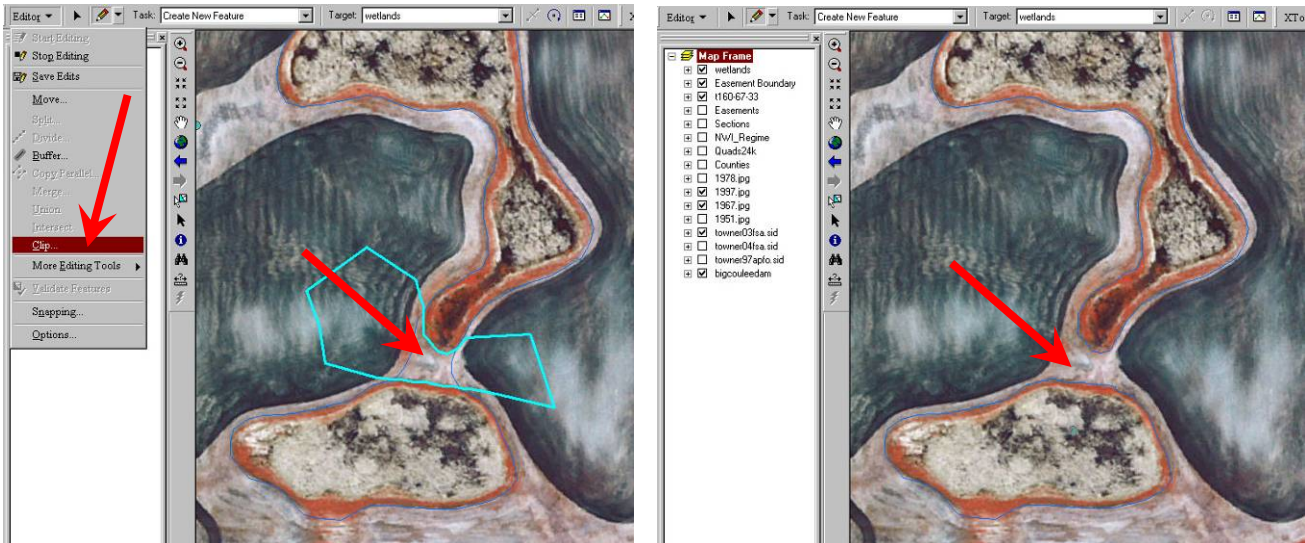 Editor Task: Create New Feature Target: wetlands
Start Editing
Stop Editing
Save Edits
Move...
Split...
Divide...
Buffer...
Copy Parallel...
Merge...
Union
Intersect
Clip...
More Editing Tools
Validate Features
Snapping...
Options...
Editor Task: Create New Feature Target: wetlands XTo
Map Frame
wetlands
Easement Boundary
t160-67-33
Easements
Sections
NWI_Regime
Quads24k
Counties
1978.jpg
1997.jpg
1967.jpg
1951.jpg
towner03fsa.sid
towner04fsa.sid
towner97apfo.sid
bigcouleedam